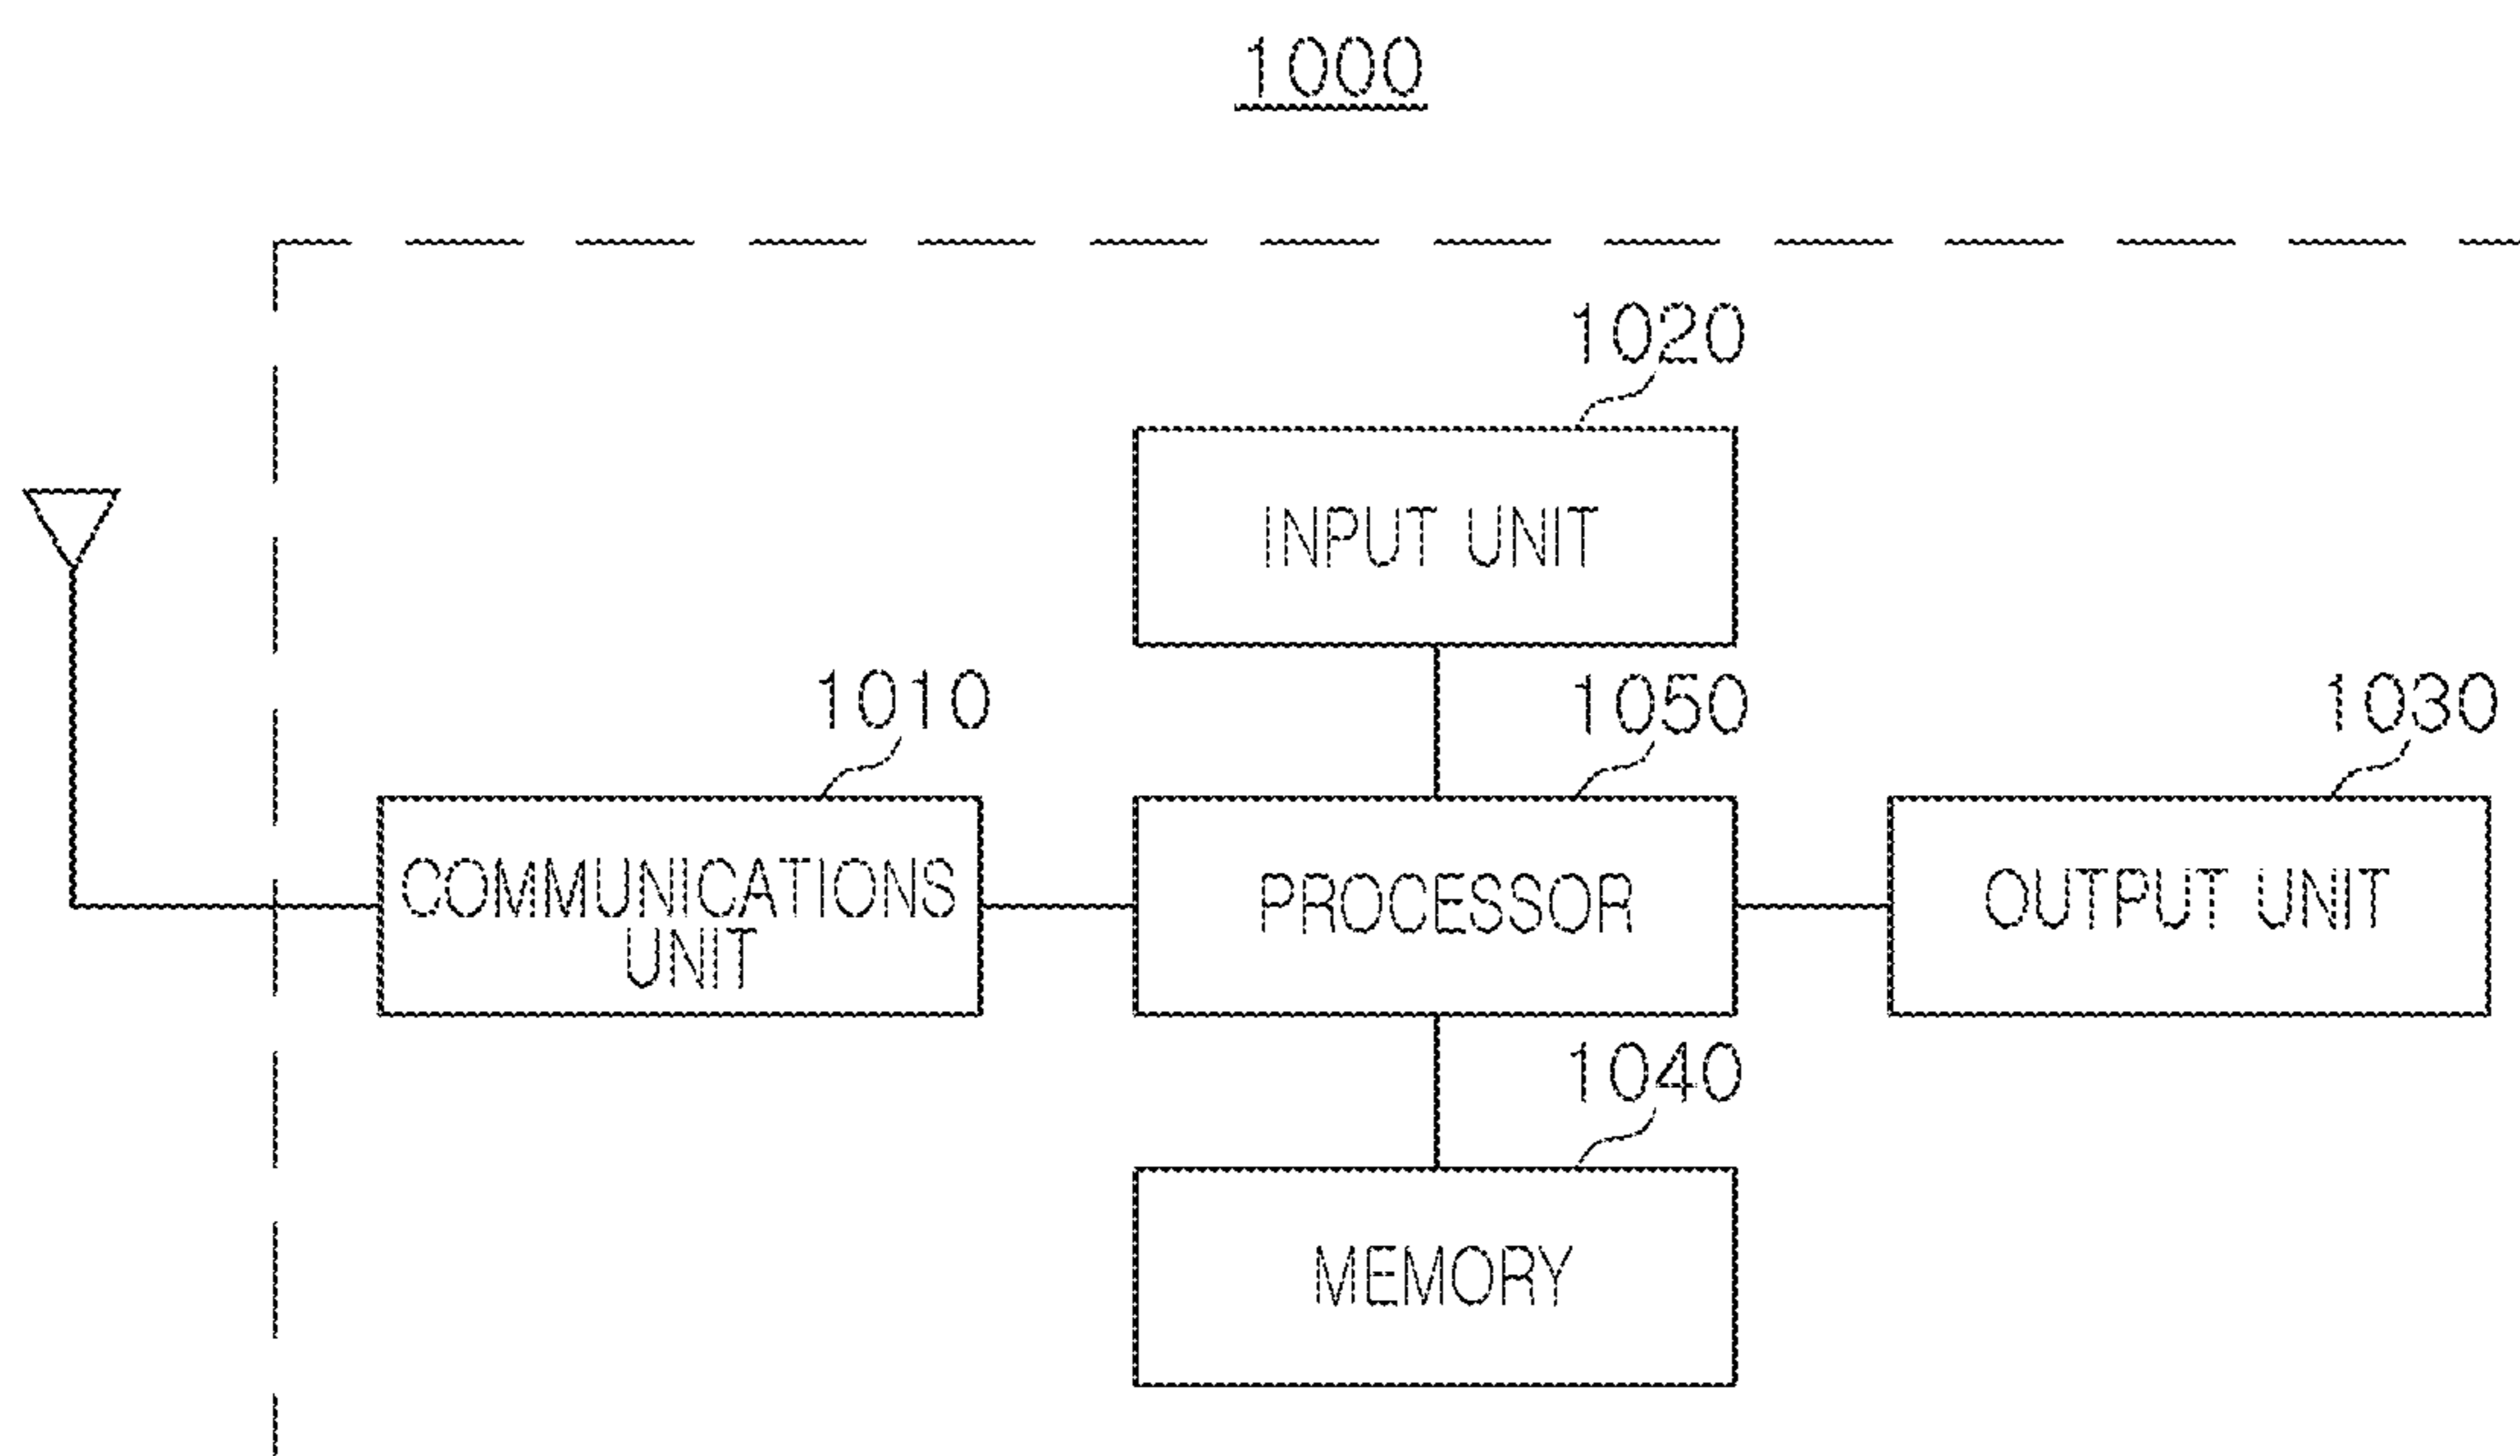 1000
1020
INPUT UNIT
1010
1050
1030
COMMUNICATIONS
UNIT
PROCESSOR
OUTPUT UNIT
1040
MEMORY